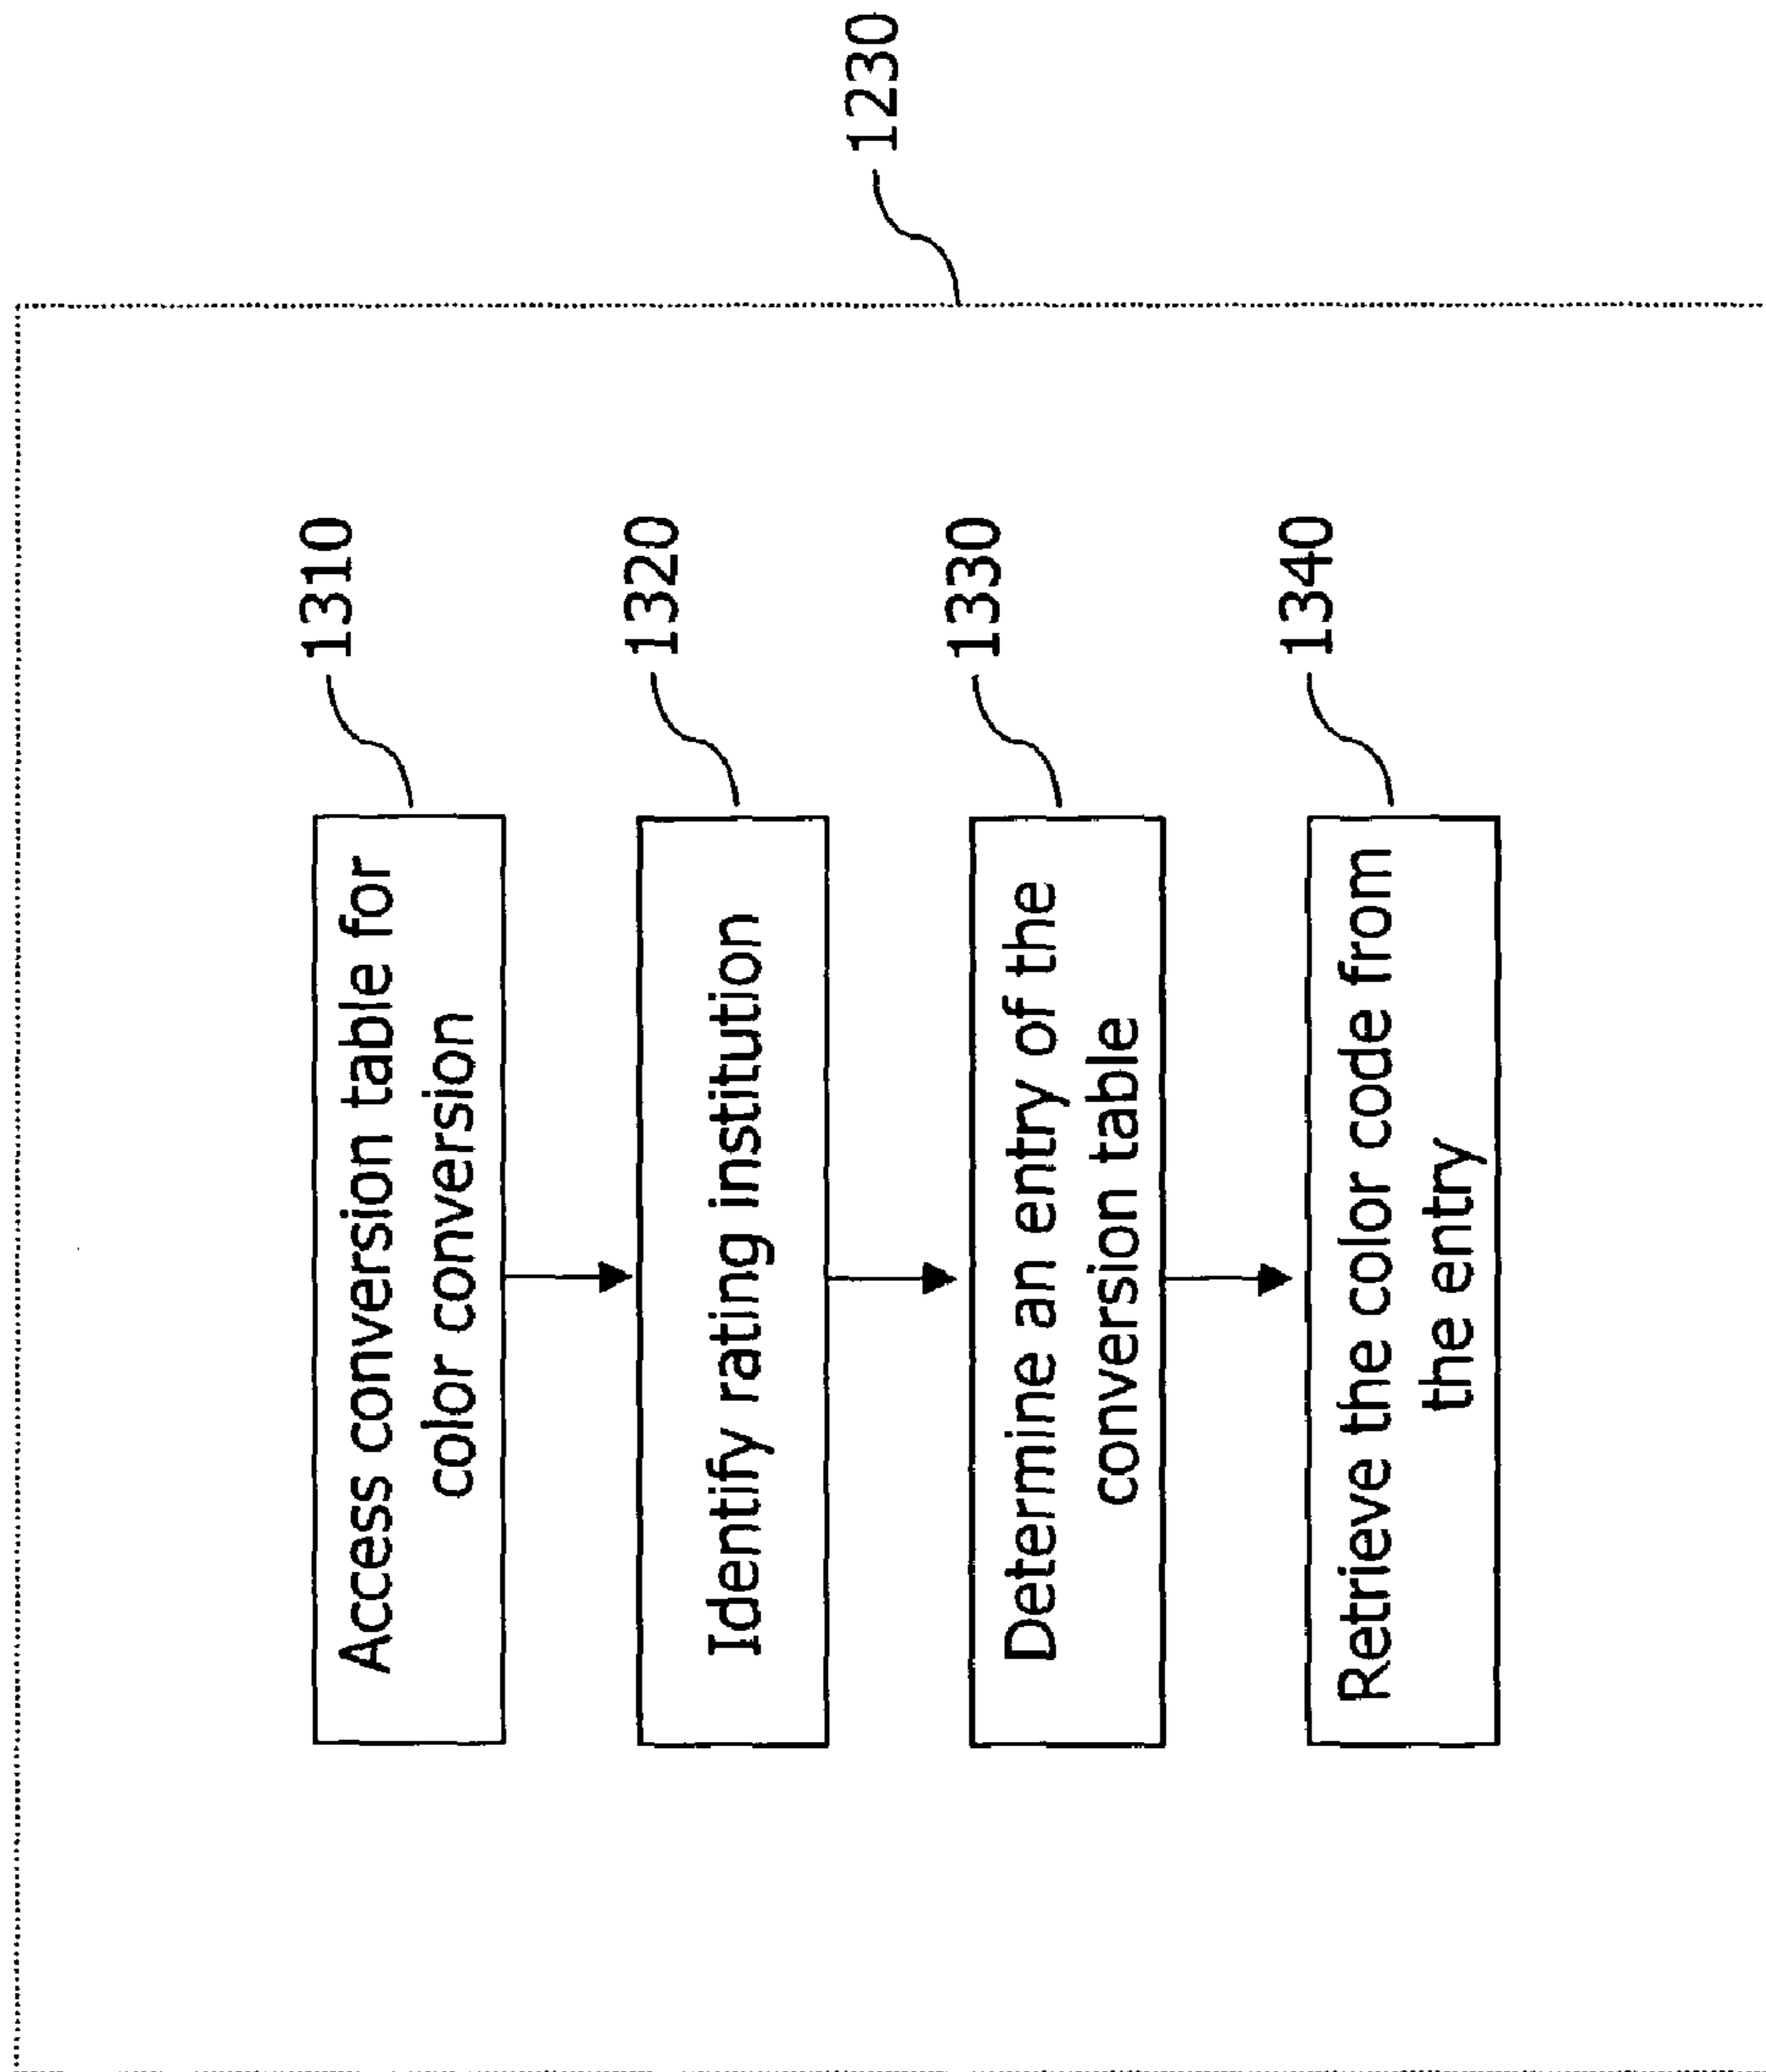 Access conversion table for
color conversion
1310
Identify rating institution
1320
Determine an entry of the
conversion table
1330
Retrieve the color code from
the entry
1340
1230